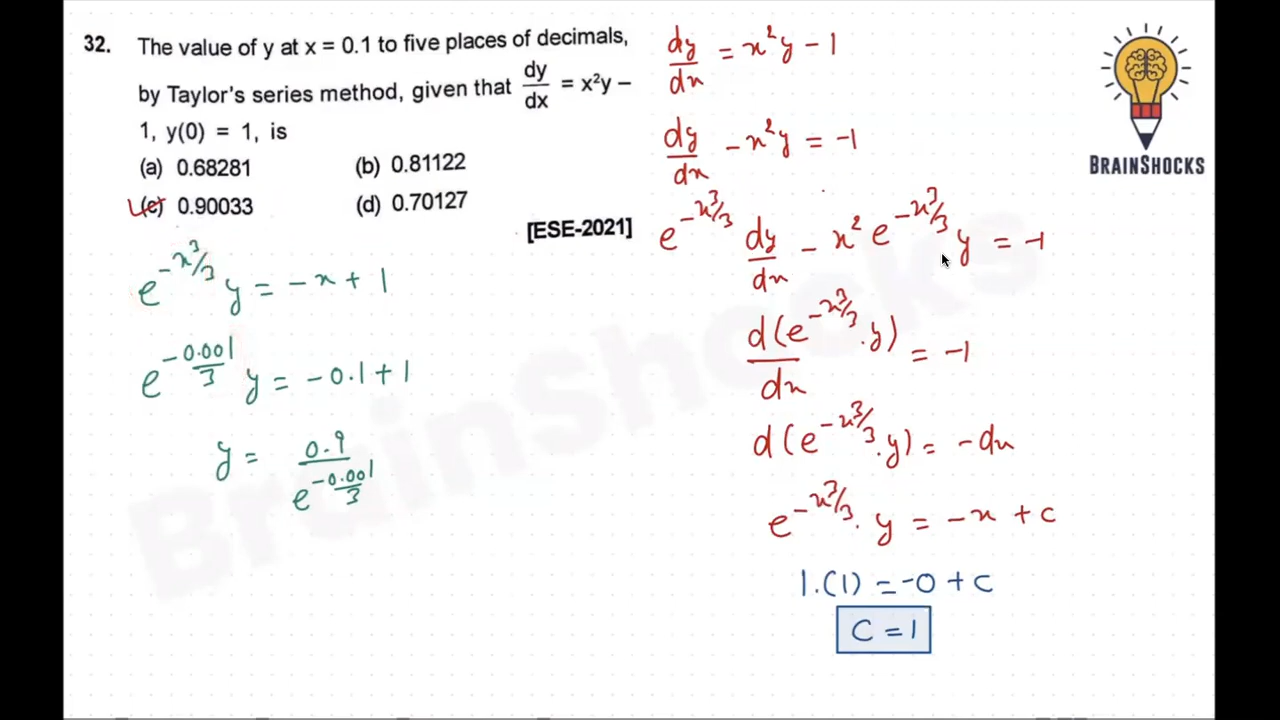 32. The value of y at x = 0.1 to five places of decimals,
by Taylor's series method, given that dy/dx = x²y –
1, y(0) = 1, is
(a) 0.68281 (b) 0.81122
(c) 0.90033 (d) 0.70127
[ESE-2021]
e^(-x³/3) y = -x + 1
e^(-0.001/3) y = -0.1 + 1
y = 0.9 / e^(-0.001/3)
dy/dx = x²y - 1
dy/dx - x²y = -1
e^(-x³/3) dy/dx - x² e^(-x³/3) y = -1
d(e^(-x³/3) . y)/dx = -1
d(e^(-x³/3) . y) = -dx
e^(-x³/3) . y = -x + c
1.(1) = -0 + c
C = 1
BRAINSHOCKS
BrainShocks